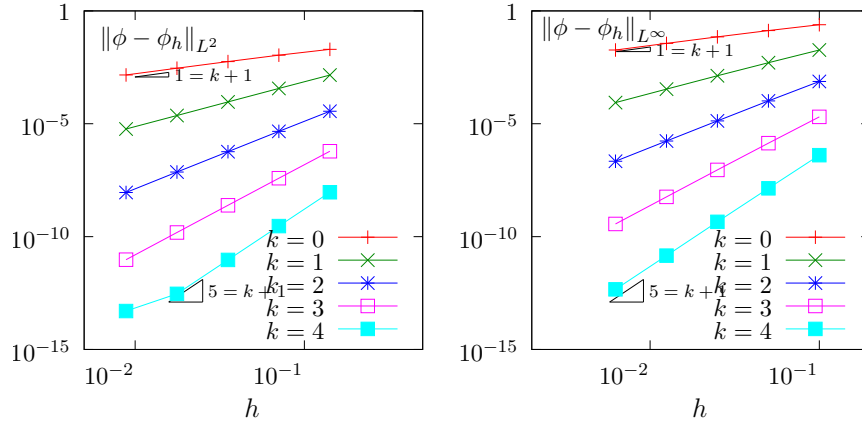 ‖ϕ − ϕ_h‖_{L^2}
1 = k + 1
5 = k + 1
1
10^{−5}
10^{−10}
10^{−15}
10^{−2}
10^{−1}
h
k = 0
k = 1
k = 2
k = 3
k = 4
‖ϕ − ϕ_h‖_{L^∞}
1 = k + 1
5 = k + 1
1
10^{−5}
10^{−10}
10^{−15}
10^{−2}
10^{−1}
h
k = 0
k = 1
k = 2
k = 3
k = 4